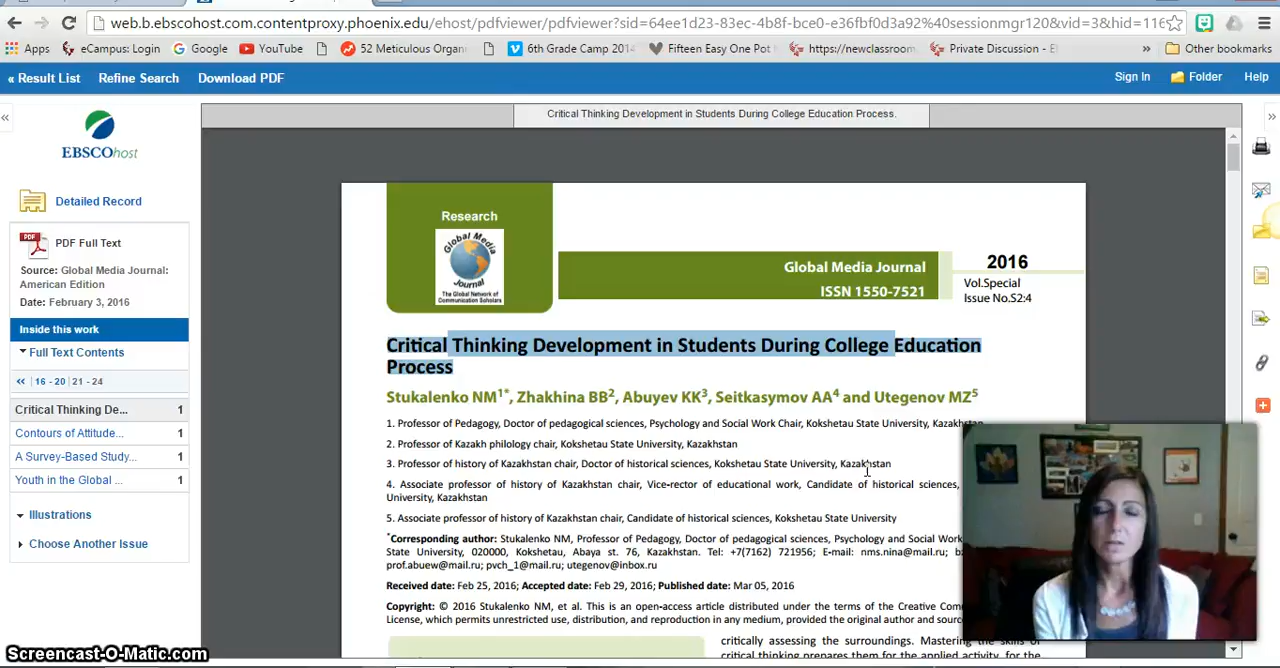 web.b.ebscohost.com.contentproxy.phoenix.edu/ehost/pdfviewer/pdfviewer?sid=64ee1d23-83ec-4b8f-bce0-e36fbf0d3a92%40sessionmgr120&vid=3&hid=116
Apps eCampus: Login Google YouTube 52 Meticulous Organi 6th Grade Camp 2014 Fifteen Easy One Pot https://newclassroom Private Discussion - E » Other bookmarks
« Result List Refine Search Download PDF Sign In Folder Help
Critical Thinking Development in Students During College Education Process.
EBSCOhost
Detailed Record
PDF Full Text
Source: Global Media Journal:
American Edition
Date: February 3, 2016
Inside this work
Full Text Contents
« 16 - 20 21 - 24
Critical Thinking De... 1
Contours of Attitude... 1
A Survey-Based Study... 1
Youth in the Global ... 1
Illustrations
Choose Another Issue
Research
Global Media
Journal
The Global Network of
Communication Scholars
Global Media Journal
ISSN 1550-7521
2016
Vol.Special
Issue No.S2:4
Critical Thinking Development in Students During College Education
Process
Stukalenko NM1*, Zhakhina BB2, Abuyev KK3, Seitkasymov AA4 and Utegenov MZ5
1. Professor of Pedagogy, Doctor of pedagogical sciences, Psychology and Social Work Chair, Kokshetau State University, Kazakhstan
2. Professor of Kazakh philology chair, Kokshetau State University, Kazakhstan
3. Professor of history of Kazakhstan chair, Doctor of historical sciences, Kokshetau State University, Kazakhstan
4. Associate professor of history of Kazakhstan chair, Vice-rector of educational work, Candidate of historical sciences,
University, Kazakhstan
5. Associate professor of history of Kazakhstan chair, Candidate of historical sciences, Kokshetau State University
*Corresponding author: Stukalenko NM, Professor of Pedagogy, Doctor of pedagogical sciences, Psychology and Social Work
State University, 020000, Kokshetau, Abaya st. 76, Kazakhstan. Tel: +7(7162) 721956; E-mail: nms.nina@mail.ru;
prof.abuew@mail.ru; pvch_1@mail.ru; utegenov@inbox.ru
Received date: Feb 25, 2016; Accepted date: Feb 29, 2016; Published date: Mar 05, 2016
Copyright: © 2016 Stukalenko NM, et al. This is an open-access article distributed under the terms of the Creative
License, which permits unrestricted use, distribution, and reproduction in any medium, provided the original author and
critically assessing the surroundings. Mastering the skills of
critical thinking prepares them for the applied activity, for the
Screencast-O-Matic.com